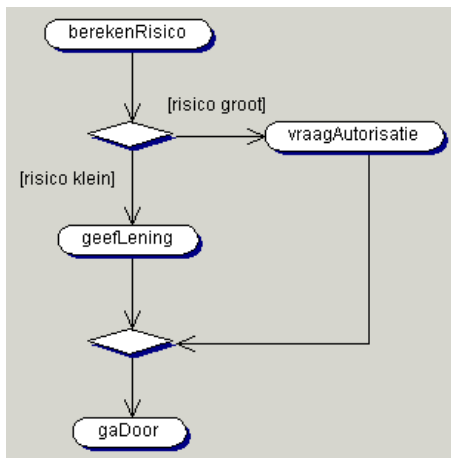 berekenRisico
[risico groot]
vraagAutorisatie
[risico klein]
geefLening
gaDoor